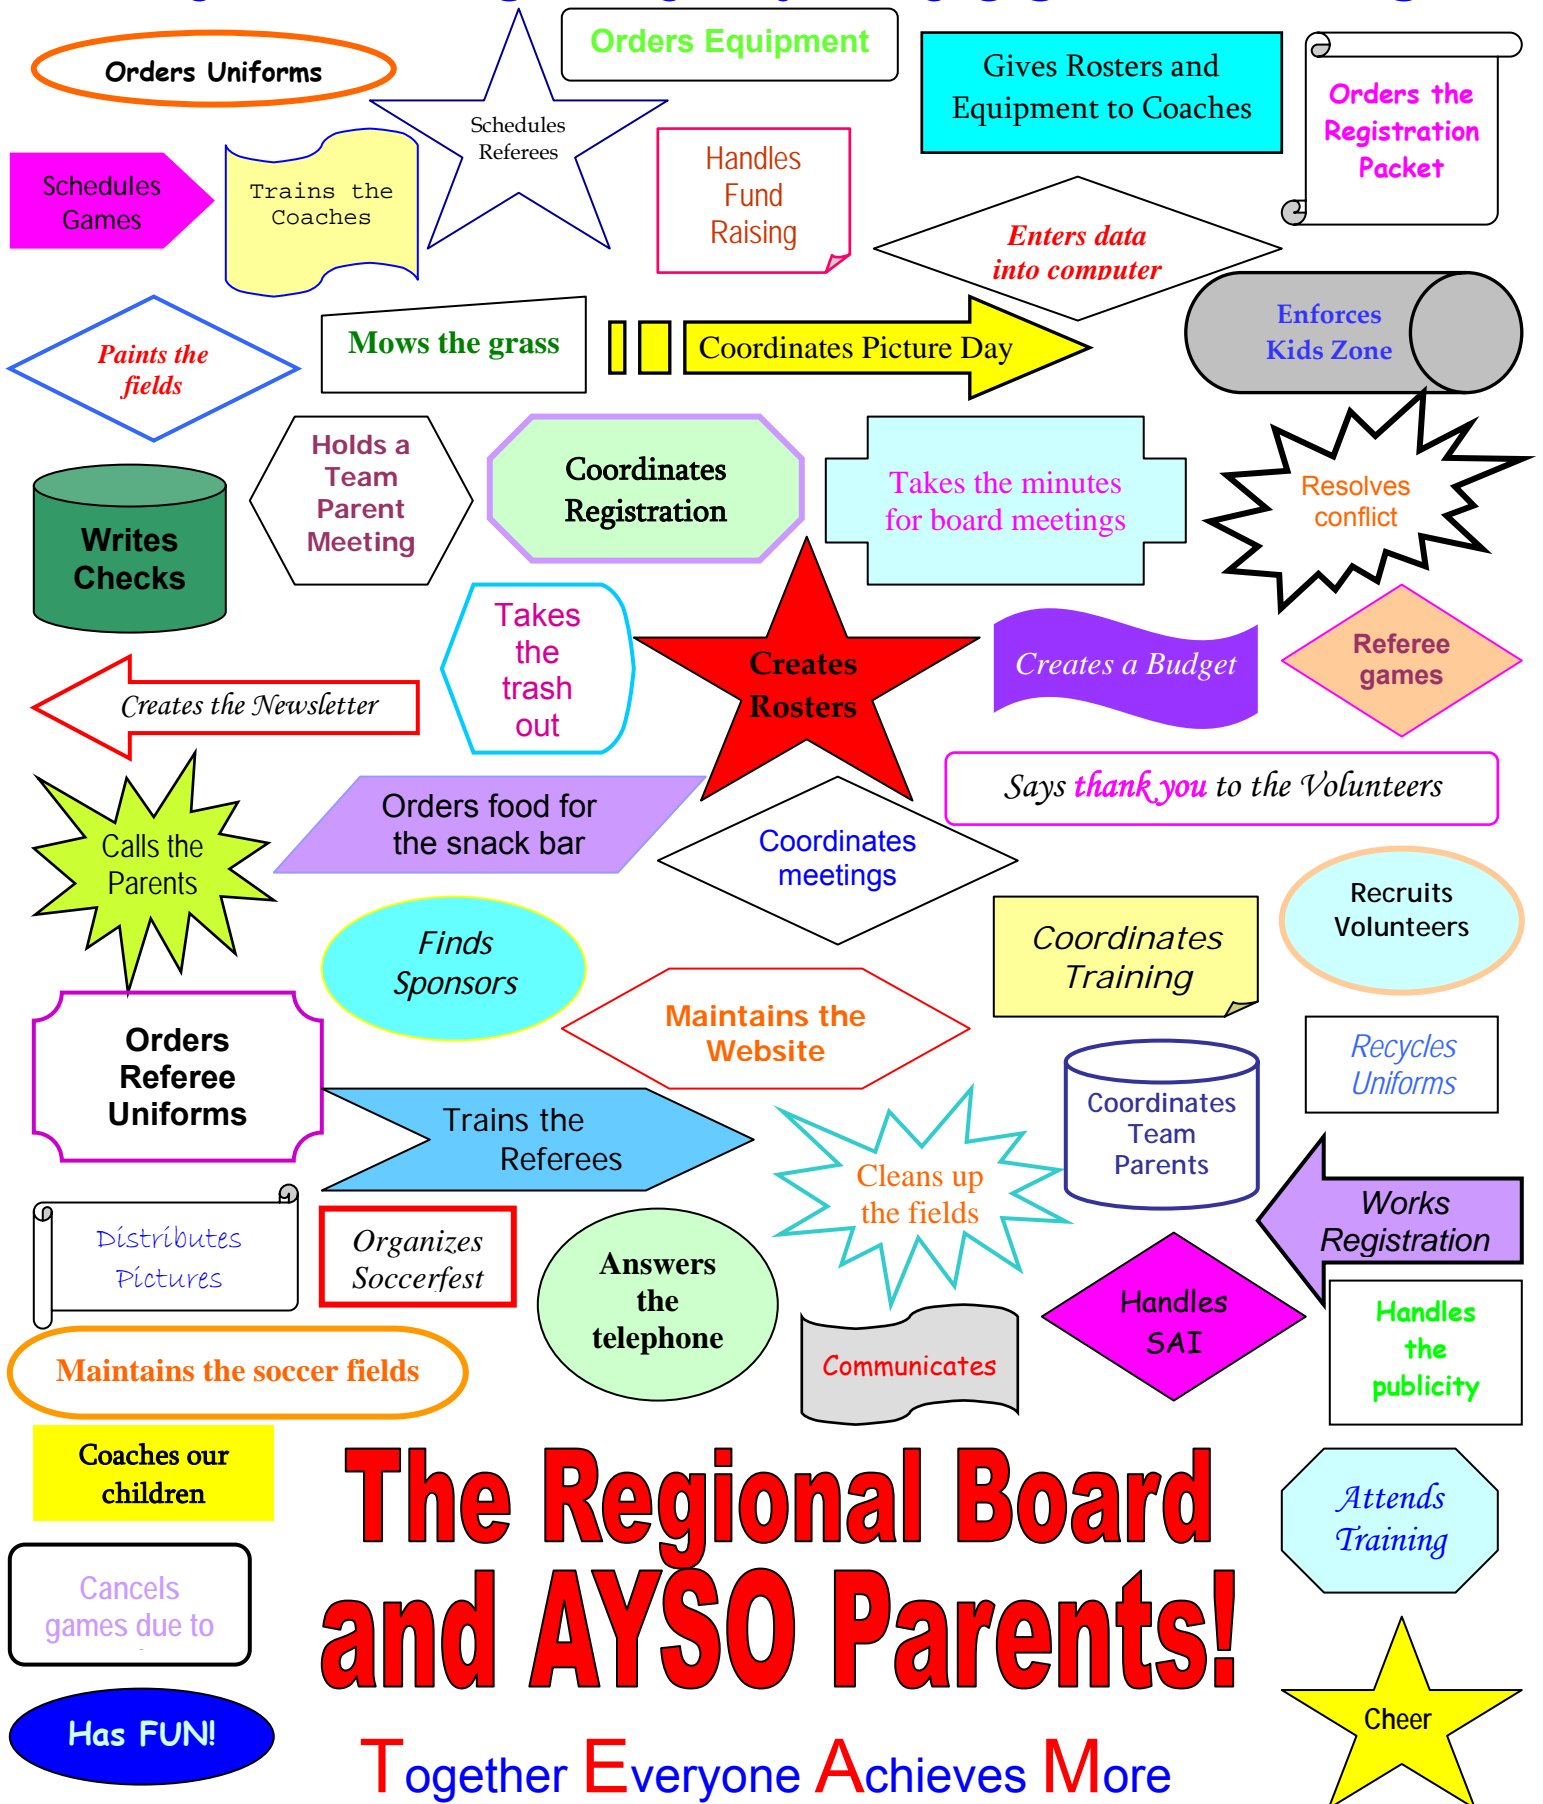 Orders Equipment
Orders Uniforms
Gives Rosters and
Equipment to Coaches
Orders the
Registration
Packet
Schedules
Referees
Handles
Fund
Raising
Schedules
Games
Trains the
Coaches
Enters data
into computer
Enforces
Kids Zone
Paints the
fields
Mows the grass
Coordinates Picture Day
Holds a
Team
Parent
Meeting
Coordinates
Registration
Takes the minutes
for board meetings
Resolves
conflict
Writes
Checks
Takes
the
trash
out
Creates
Rosters
Creates a Budget
Referee
games
Creates the Newsletter
Says thank you to the Volunteers
Calls the
Parents
Orders food for
the snack bar
Coordinates
meetings
Recruits
Volunteers
Finds
Sponsors
Coordinates
Training
Maintains the
Website
Orders
Referee
Uniforms
Recycles
Uniforms
Coordinates
Team
Parents
Trains the
Referees
Cleans up
the fields
Works
Registration
Distributes
Pictures
Organizes
Soccerfest
Answers
the
telephone
Handles
SAI
Handles
the
publicity
Maintains the soccer fields
Communicates
Coaches our
children
The Regional Board
and AYSO Parents!
Attends
Training
Cancels
games due to
Has FUN!
Cheer
Together Everyone Achieves More